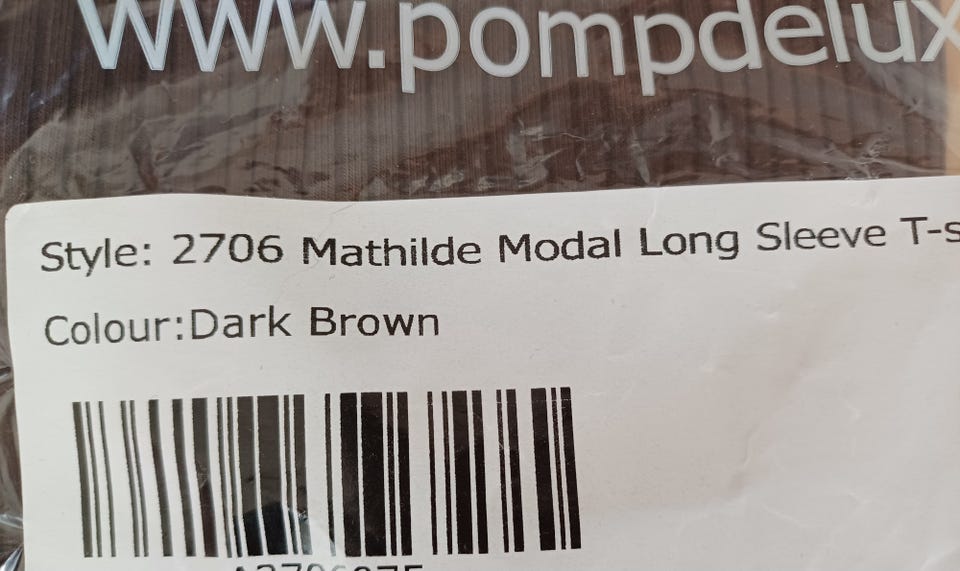 www.pompdelux
Style: 2706 Mathilde Modal Long Sleeve T-s
Colour:Dark Brown